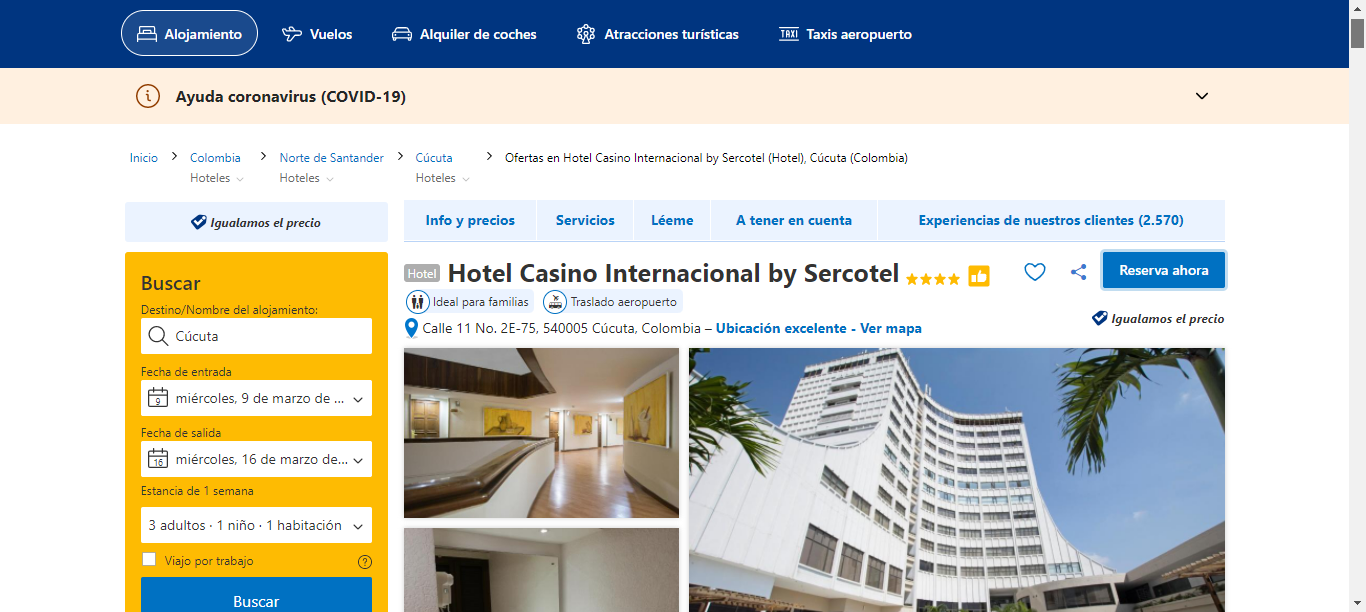 Alojamiento
Vuelos
Alquiler de coches
Atracciones turísticas
TAXI Taxis aeropuerto
Ayuda coronavirus (COVID-19)
Inicio
Colombia
Norte de Santander
Cúcuta
Ofertas en Hotel Casino Internacional by Sercotel (Hotel), Cúcuta (Colombia)
Hoteles
Hoteles
Hoteles
Igualamos el precio
Info y precios
Servicios
Léeme
A tener en cuenta
Experiencias de nuestros clientes (2.570)
Buscar
Destino/Nombre del alojamiento:
Cúcuta
Fecha de entrada
9 miércoles, 9 de marzo de ...
Fecha de salida
16 miércoles, 16 de marzo de...
Estancia de 1 semana
3 adultos · 1 niño · 1 habitación
Viajo por trabajo
Buscar
Hotel Hotel Casino Internacional by Sercotel
Reserva ahora
Ideal para familias
Traslado aeropuerto
Igualamos el precio
Calle 11 No. 2E-75, 540005 Cúcuta, Colombia – Ubicación excelente - Ver mapa